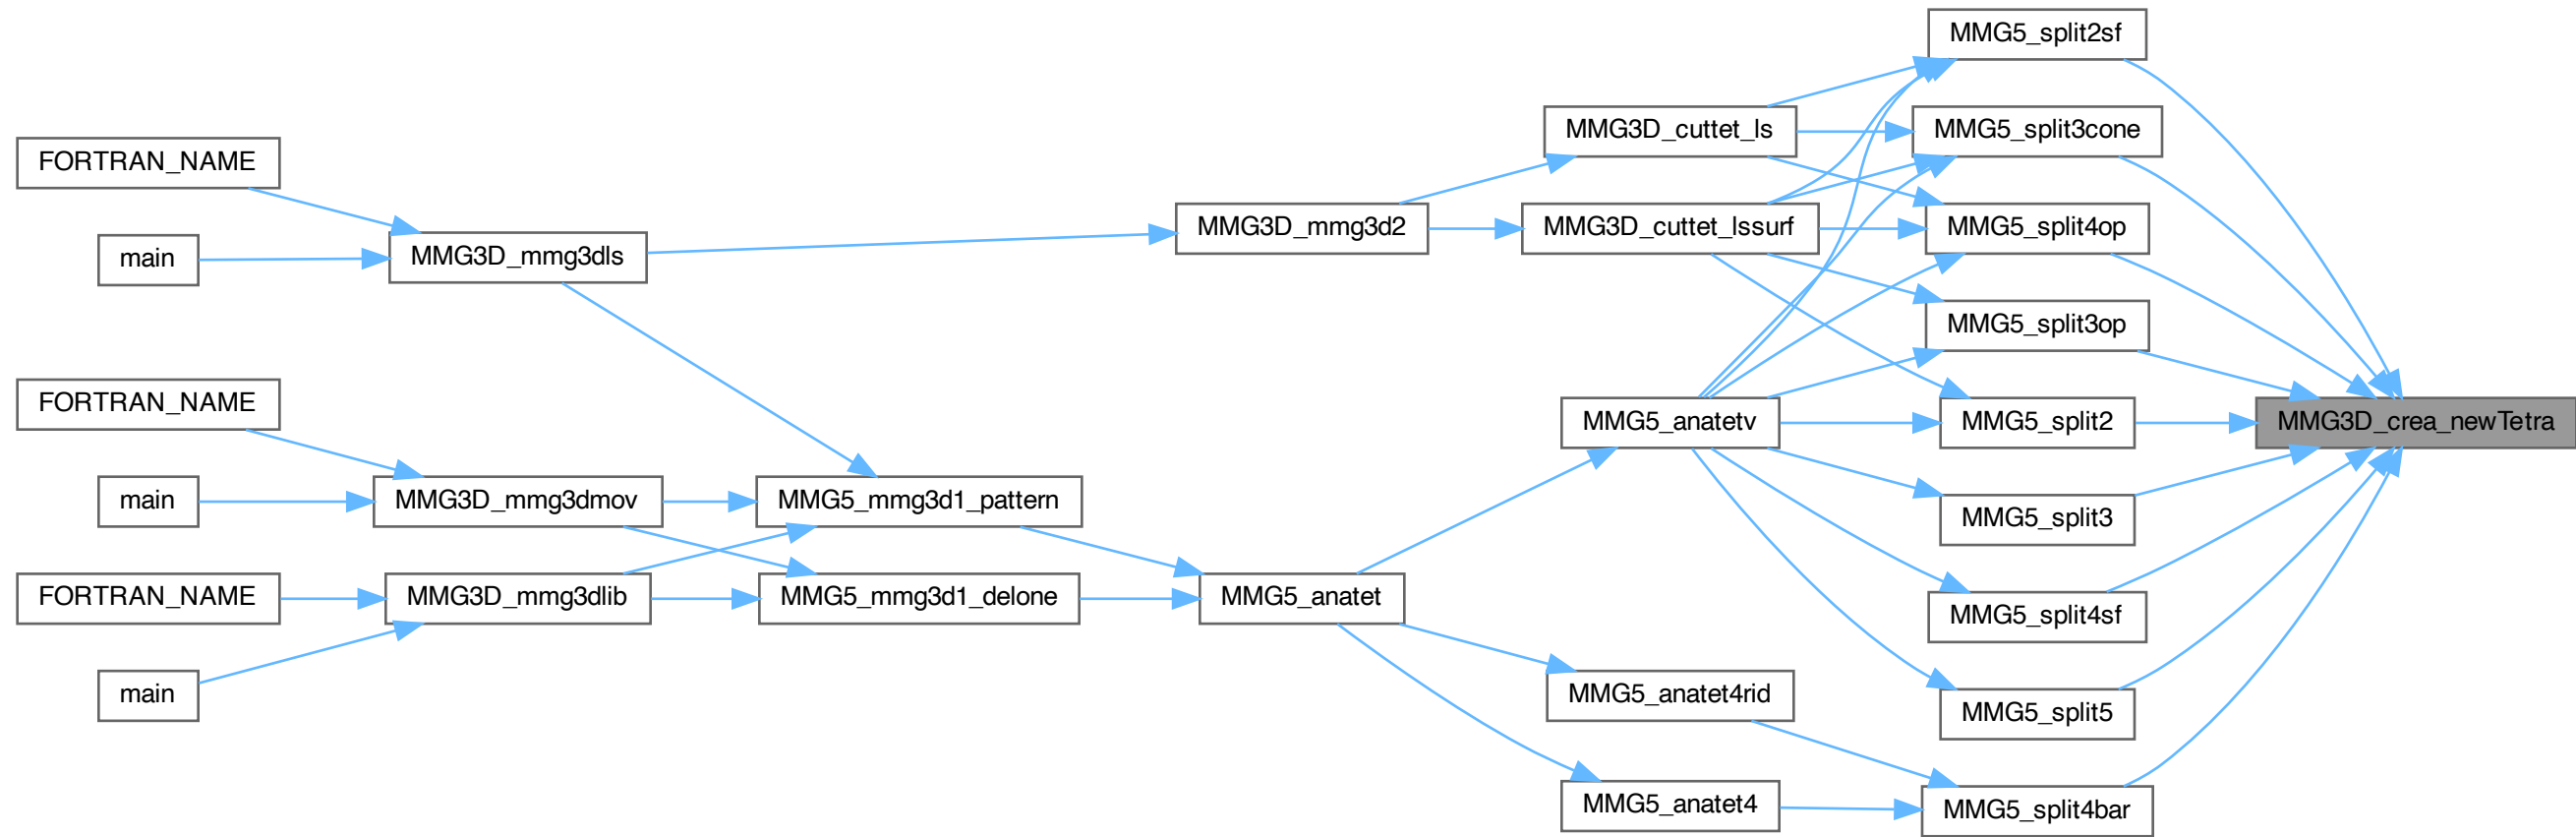 MMG5_split2sf
MMG3D_cuttet_ls
MMG5_split3cone
FORTRAN_NAME
MMG3D_mmg3d2
MMG3D_cuttet_lssurf
MMG5_split4op
main
MMG3D_mmg3dls
MMG5_split3op
FORTRAN_NAME
MMG5_anatetv
MMG5_split2
MMG3D_crea_newTetra
main
MMG3D_mmg3dmov
MMG5_mmg3d1_pattern
MMG5_split3
FORTRAN_NAME
MMG3D_mmg3dlib
MMG5_mmg3d1_delone
MMG5_anatet
MMG5_split4sf
main
MMG5_anatet4rid
MMG5_split5
MMG5_anatet4
MMG5_split4bar